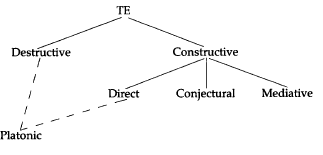 TE
Destructive Constructive
Direct Conjectural Mediative
Platonic